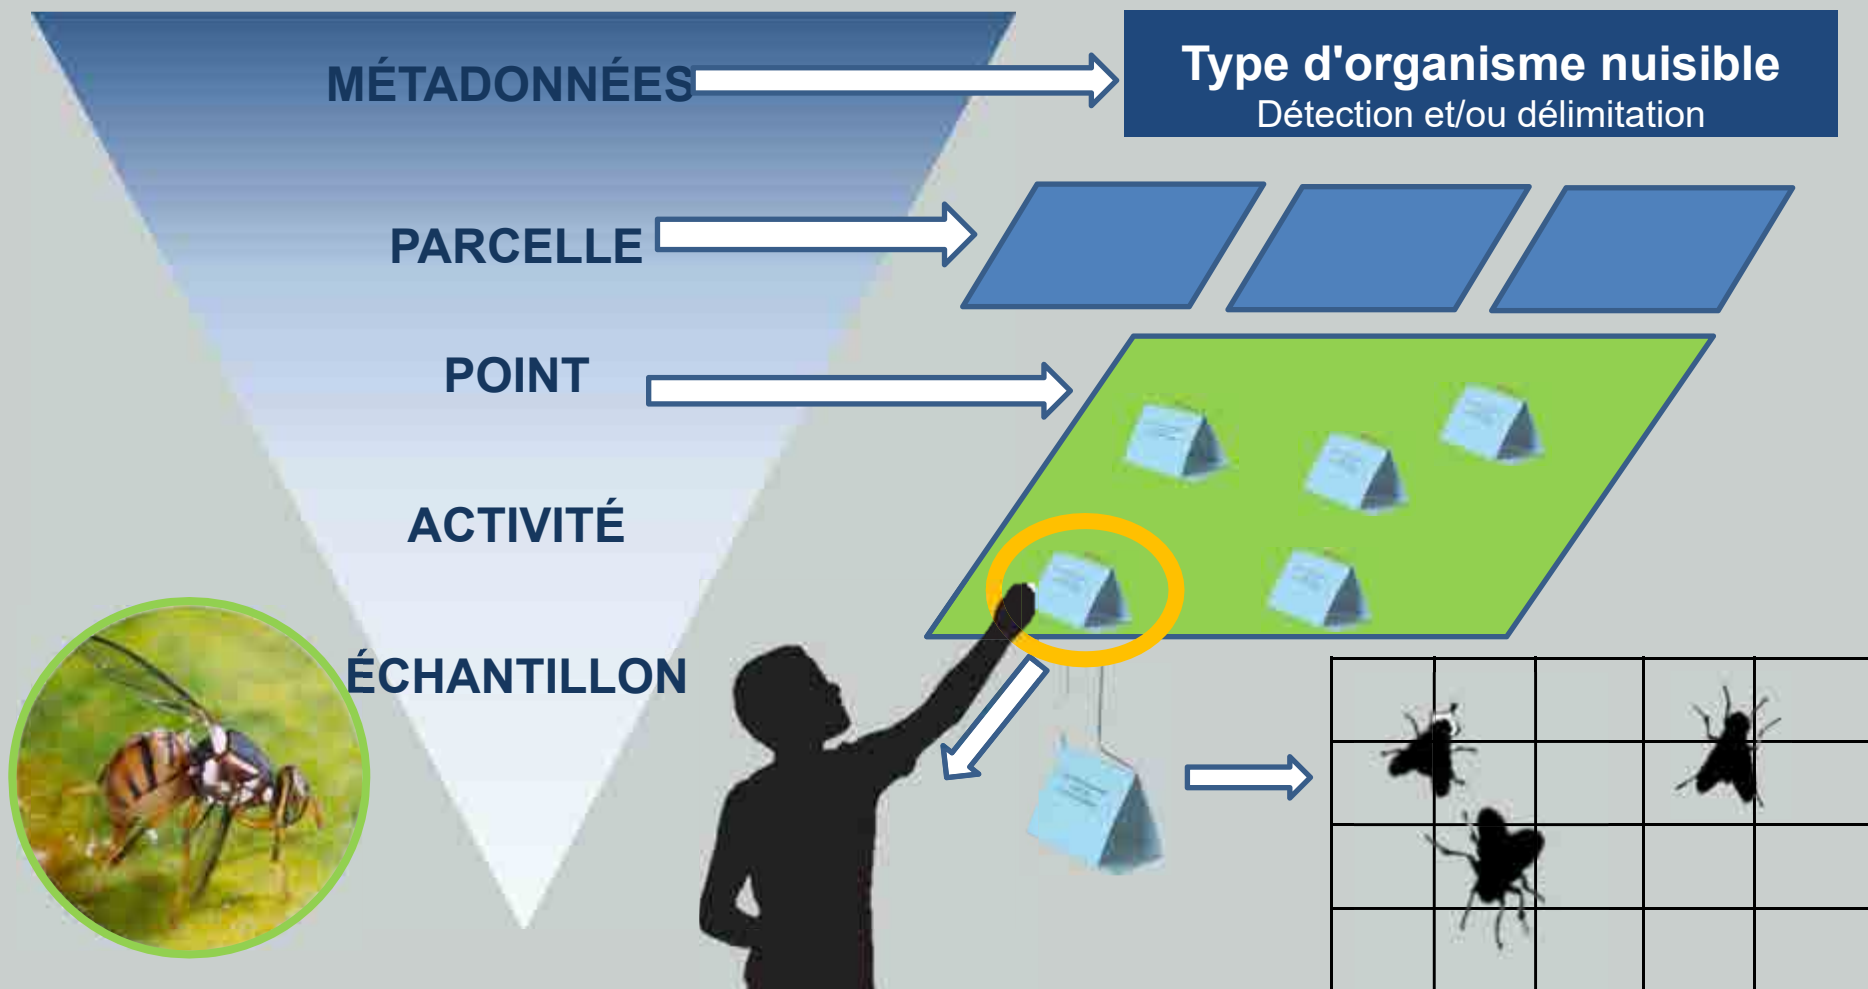 MÉTADONNÉES
Type d'organisme nuisible
Détection et/ou délimitation
PARCELLE
POINT
ACTIVITÉ
ÉCHANTILLON